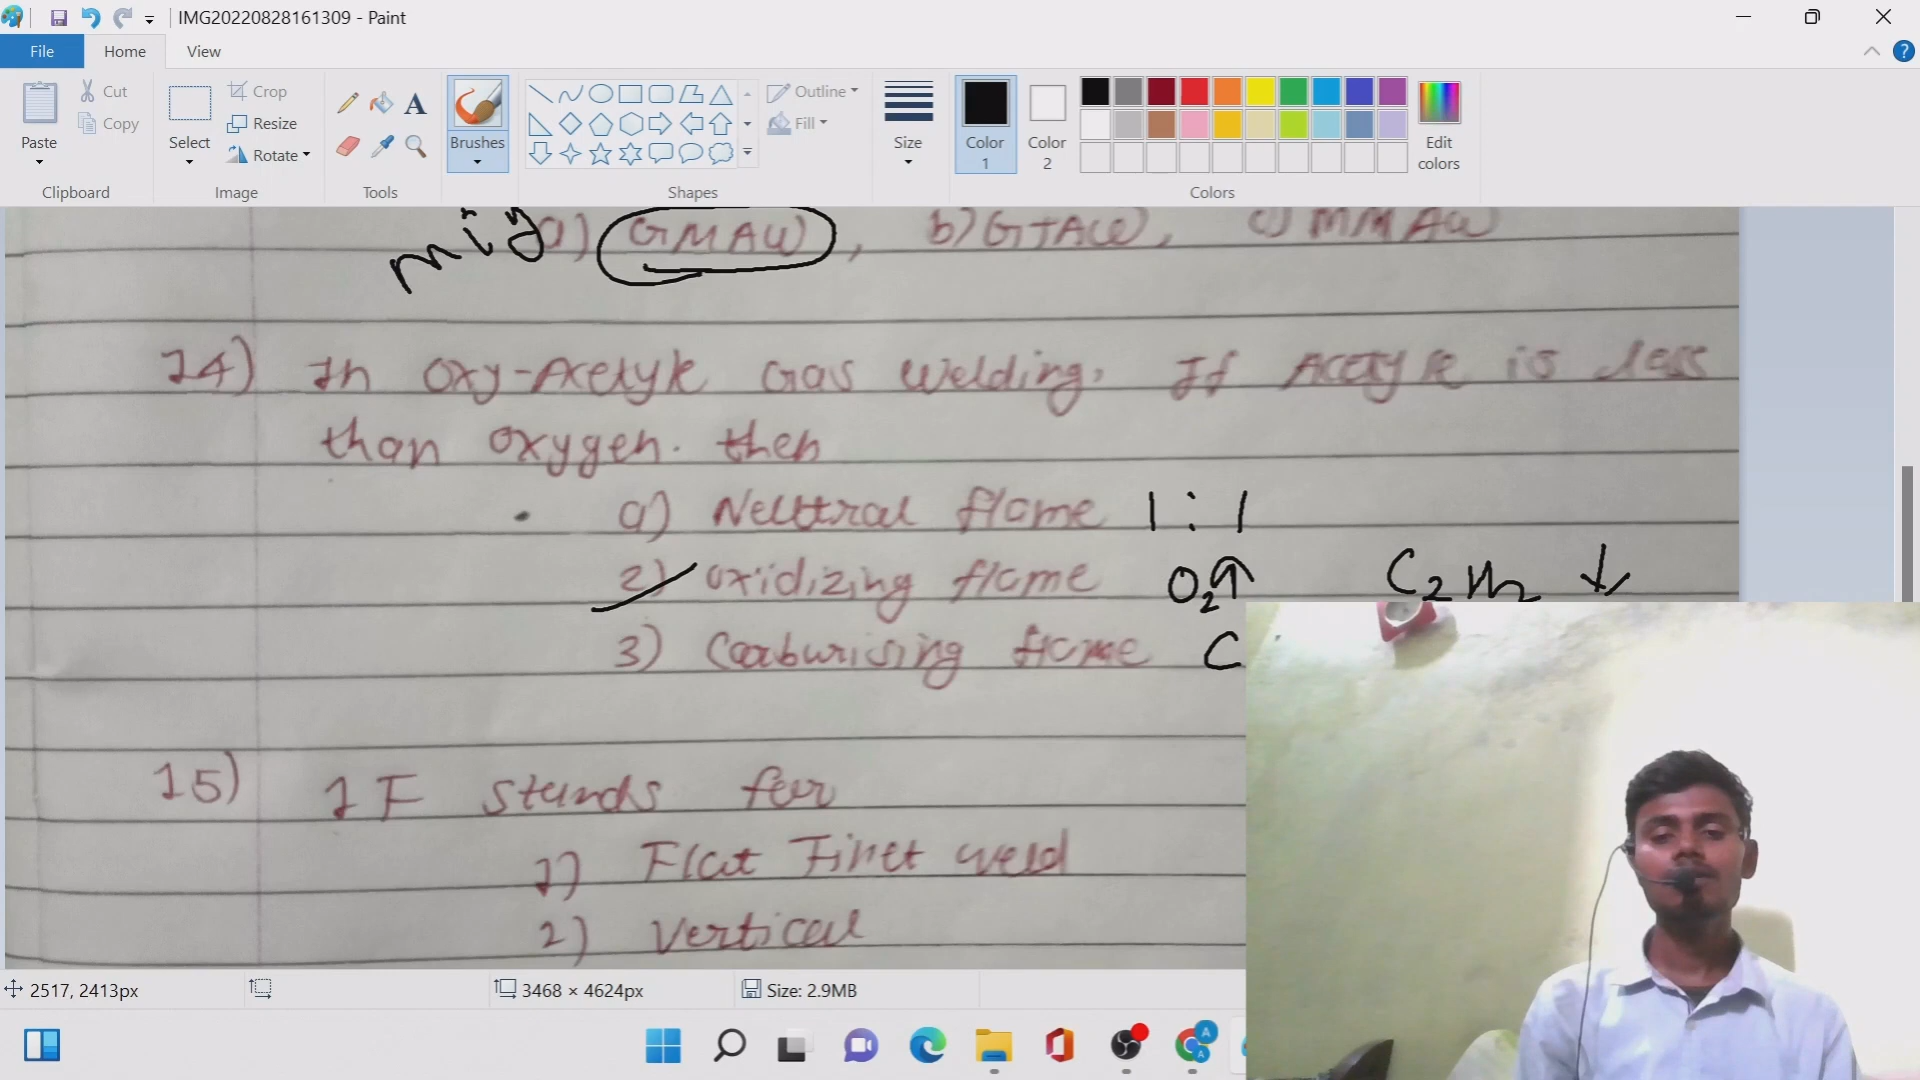 IMG20220828161309 - Paint
File Home View
Paste
Cut
Copy
Clipboard
Select
Crop
Resize
Rotate
Image
Tools
Brushes
Shapes
Outline
Fill
Size
Color 1
Color 2
Edit colors
Colors
mig a) GMAW, b) GTAW, c) MMAW
14) In Oxy-Acetyle Gas Welding, If Acetyle is less
than oxygen. then
a) Neutral flame 1 : 1
2) oxidizing flame O2↑ C2H2 ↓
3) Carburising flame C
15) 1F stands for
1) Flat Fillet weld
2) Vertical
2517, 2413px 3468 × 4624px Size: 2.9MB